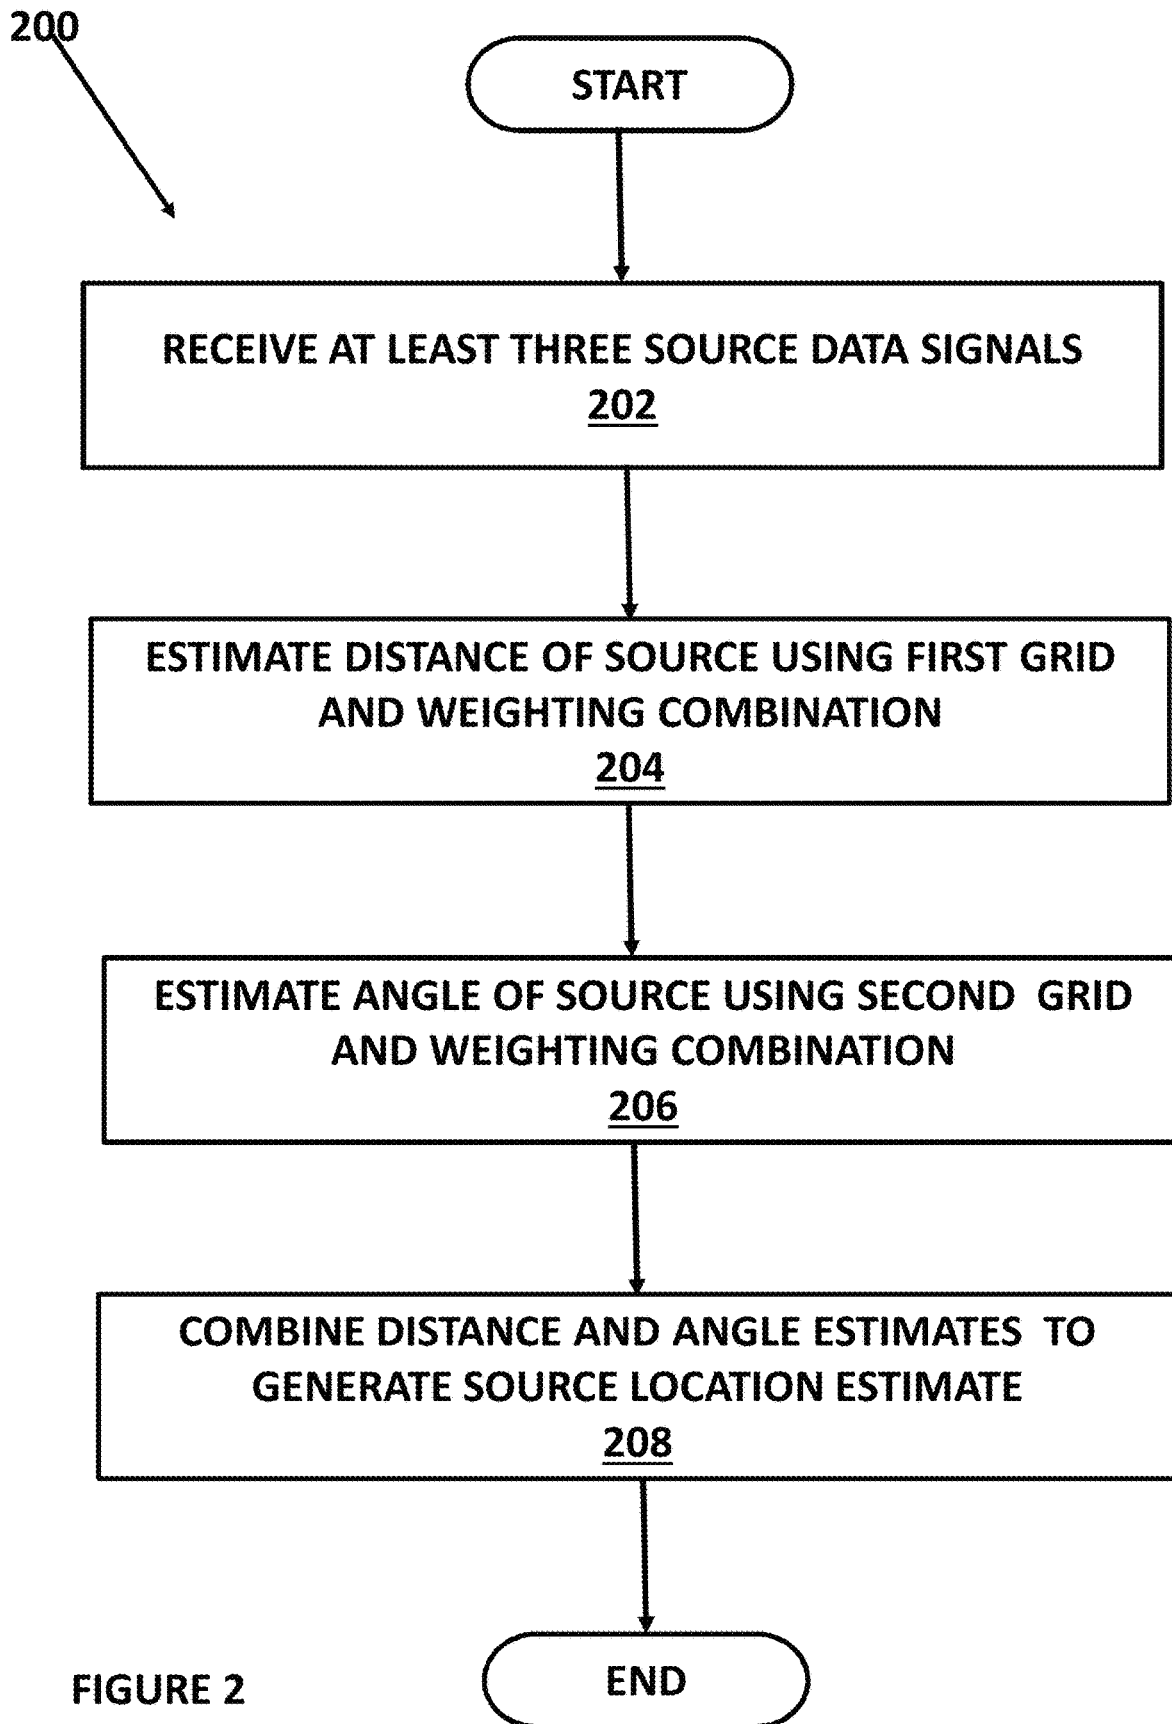 200
START
RECEIVE AT LEAST THREE SOURCE DATA SIGNALS
202
ESTIMATE DISTANCE OF SOURCE USING FIRST GRID
AND WEIGHTING COMBINATION
204
ESTIMATE ANGLE OF SOURCE USING SECOND GRID
AND WEIGHTING COMBINATION
206
COMBINE DISTANCE AND ANGLE ESTIMATES TO
GENERATE SOURCE LOCATION ESTIMATE
208
END
FIGURE 2